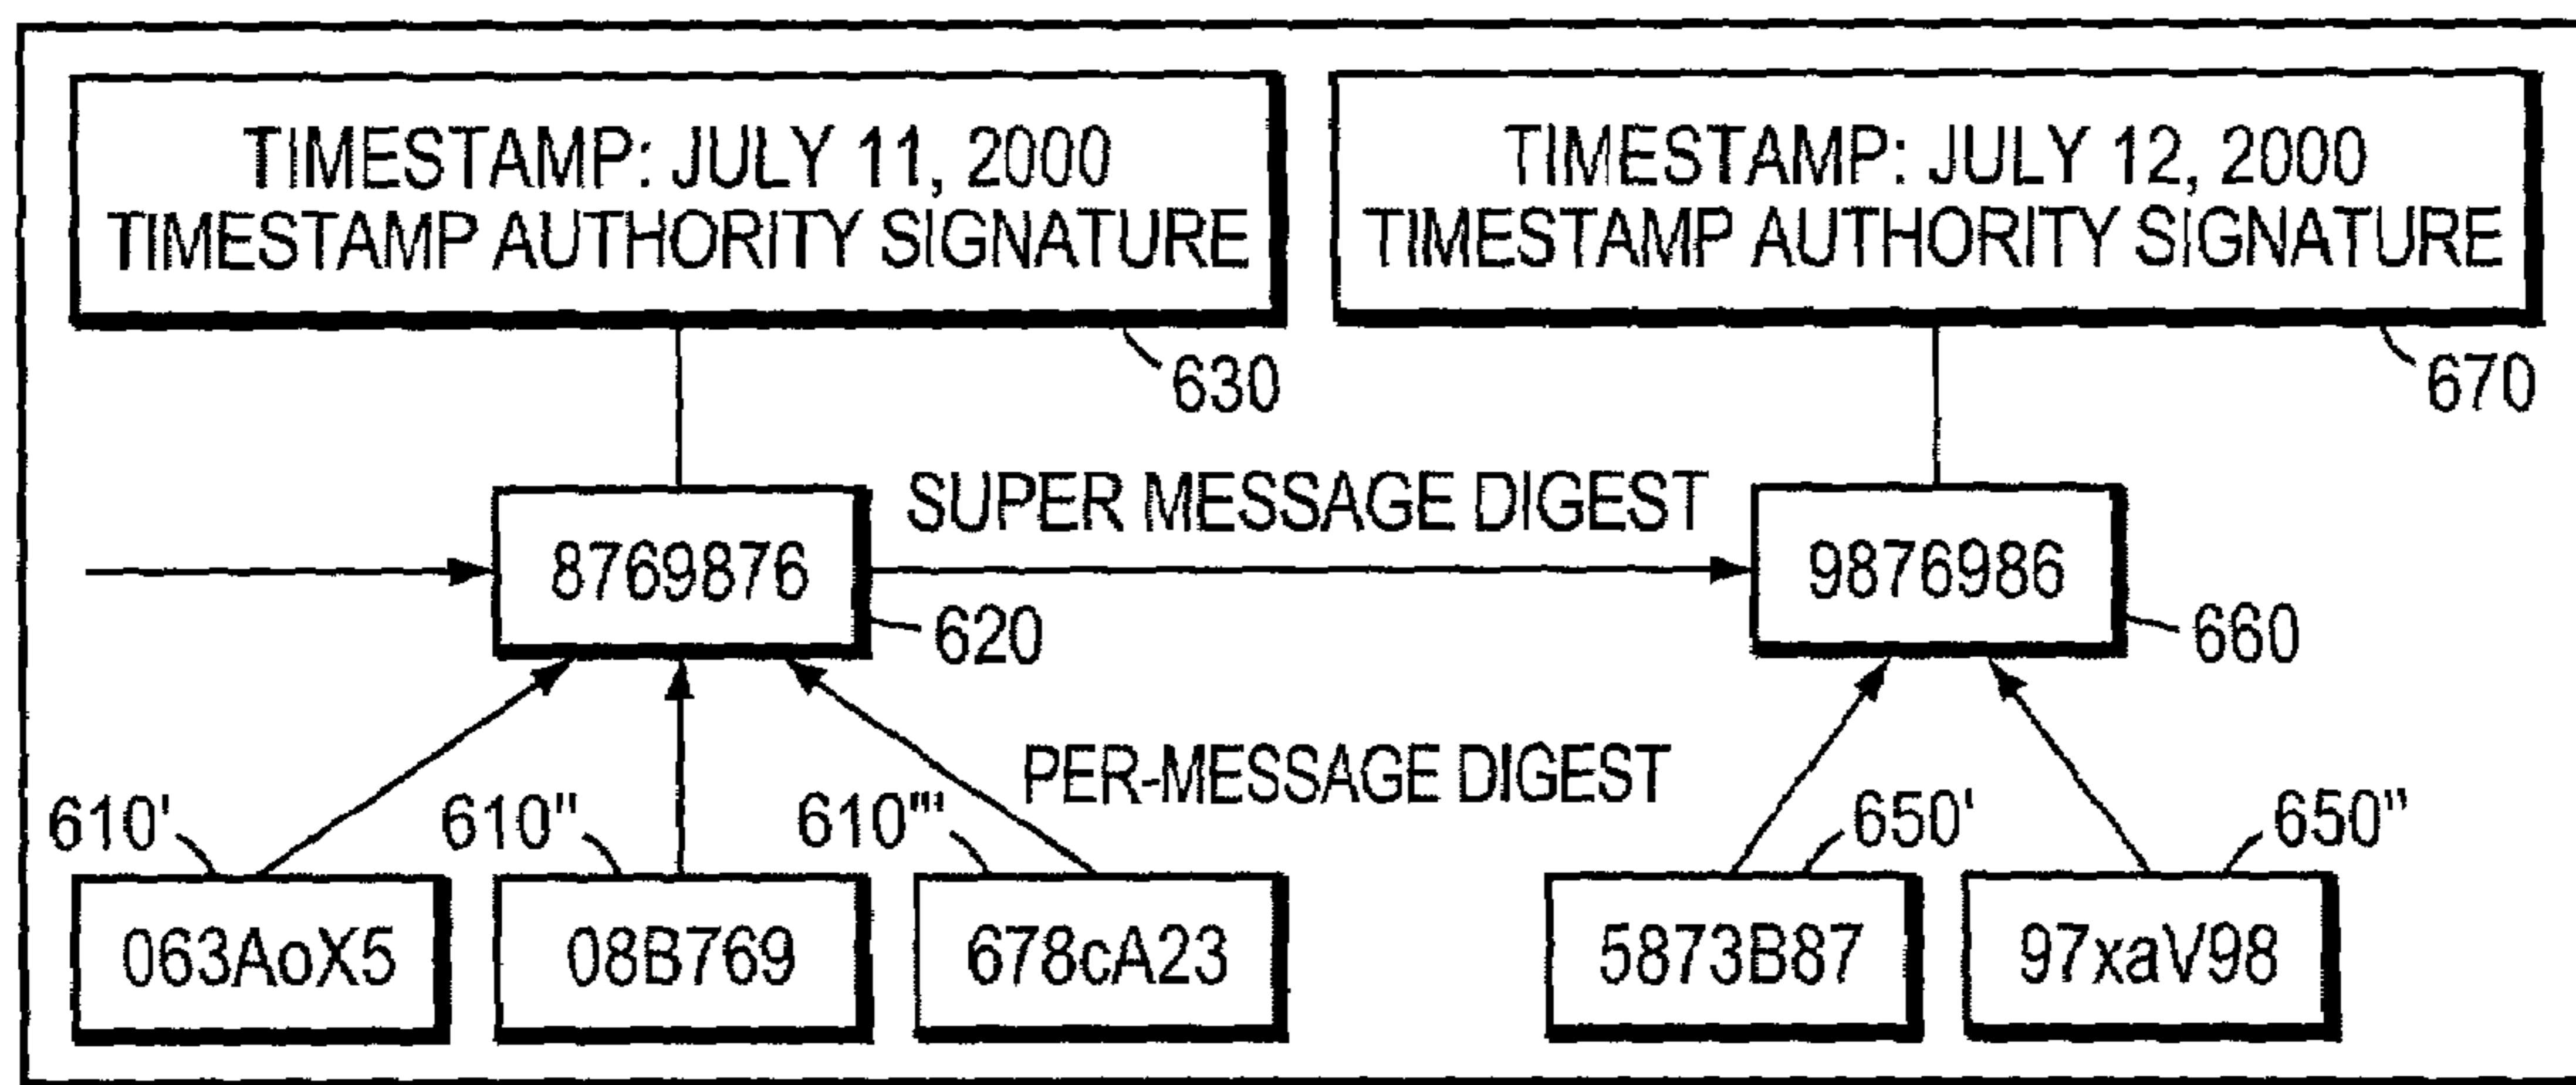 TIMESTAMP: JULY 11, 2000
TIMESTAMP AUTHORITY SIGNATURE
630
TIMESTAMP: JULY 12, 2000
TIMESTAMP AUTHORITY SIGNATURE
670
8769876
620
SUPER MESSAGE DIGEST
9876986
660
PER-MESSAGE DIGEST
610'
063AoX5
610"
08B769
610'"
678cA23
650'
5873B87
650"
97xaV98